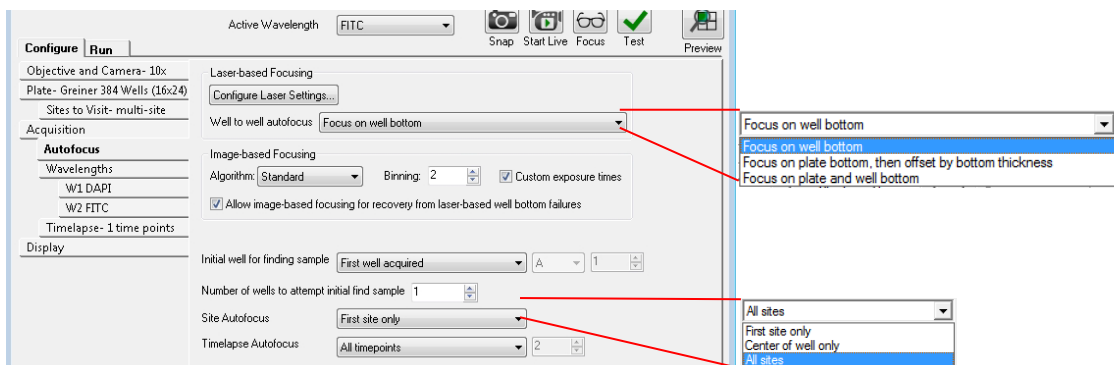 Active Wavelength FITC
Snap Start Live Focus Test Preview
Configure Run
Objective and Camera- 10x
Plate- Greiner 384 Wells (16x24)
Sites to Visit- multi-site
Acquisition
Autofocus
Wavelengths
W1 DAPI
W2 FITC
Timelapse- 1 time points
Display
Laser-based Focusing
Configure Laser Settings...
Well to well autofocus Focus on well bottom
Image-based Focusing
Algorithm: Standard Binning: 2 Custom exposure times
Allow image-based focusing for recovery from laser-based well bottom failures
Initial well for finding sample First well acquired A 1
Number of wells to attempt initial find sample 1
Site Autofocus First site only
Timelapse Autofocus All timepoints 2
Focus on well bottom
Focus on well bottom
Focus on plate bottom, then offset by bottom thickness
Focus on plate and well bottom
All sites
First site only
Center of well only
All sites